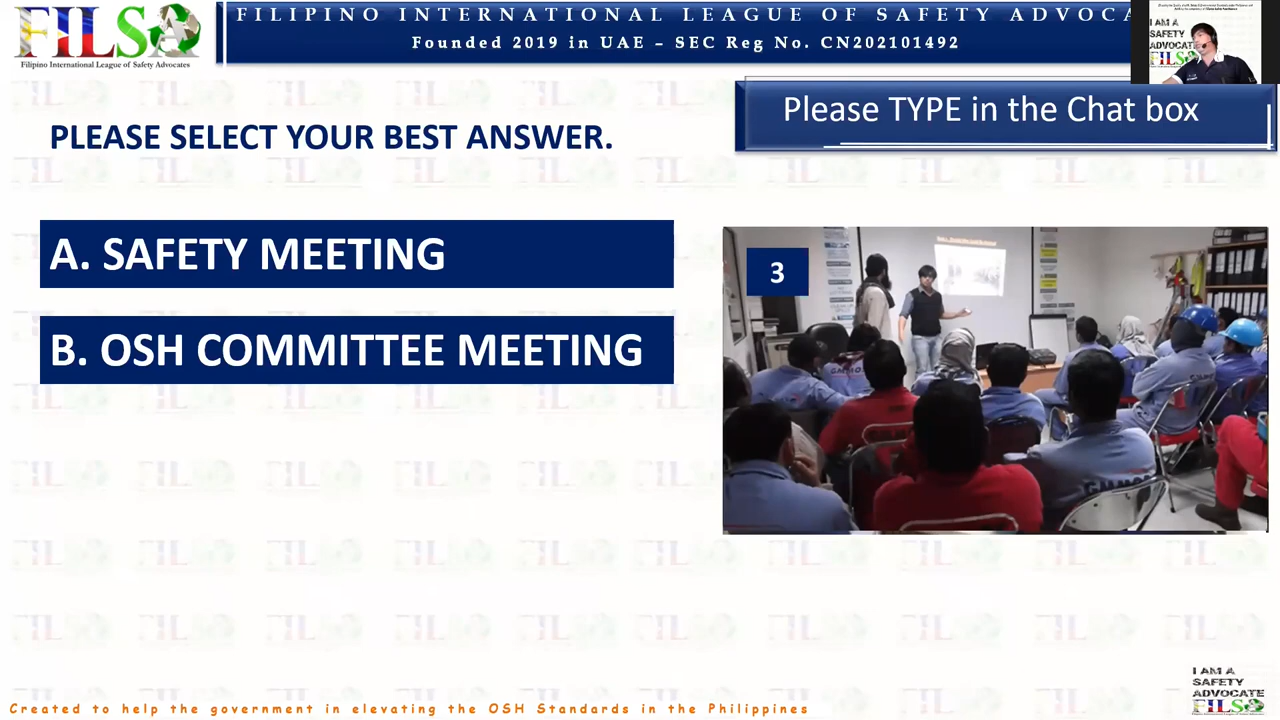 FILSA
Filipino International League of Safety Advocates
FILIPINO INTERNATIONAL LEAGUE OF SAFETY ADVOCA
Founded 2019 in UAE – SEC Reg No. CN202101492
I AM A
SAFETY
ADVOCATE
FILS
Please TYPE in the Chat box
PLEASE SELECT YOUR BEST ANSWER.
A. SAFETY MEETING
B. OSH COMMITTEE MEETING
3
I AM A
SAFETY
ADVOCATE
FILSA
Created to help the government in elevating the OSH Standards in the Philippines